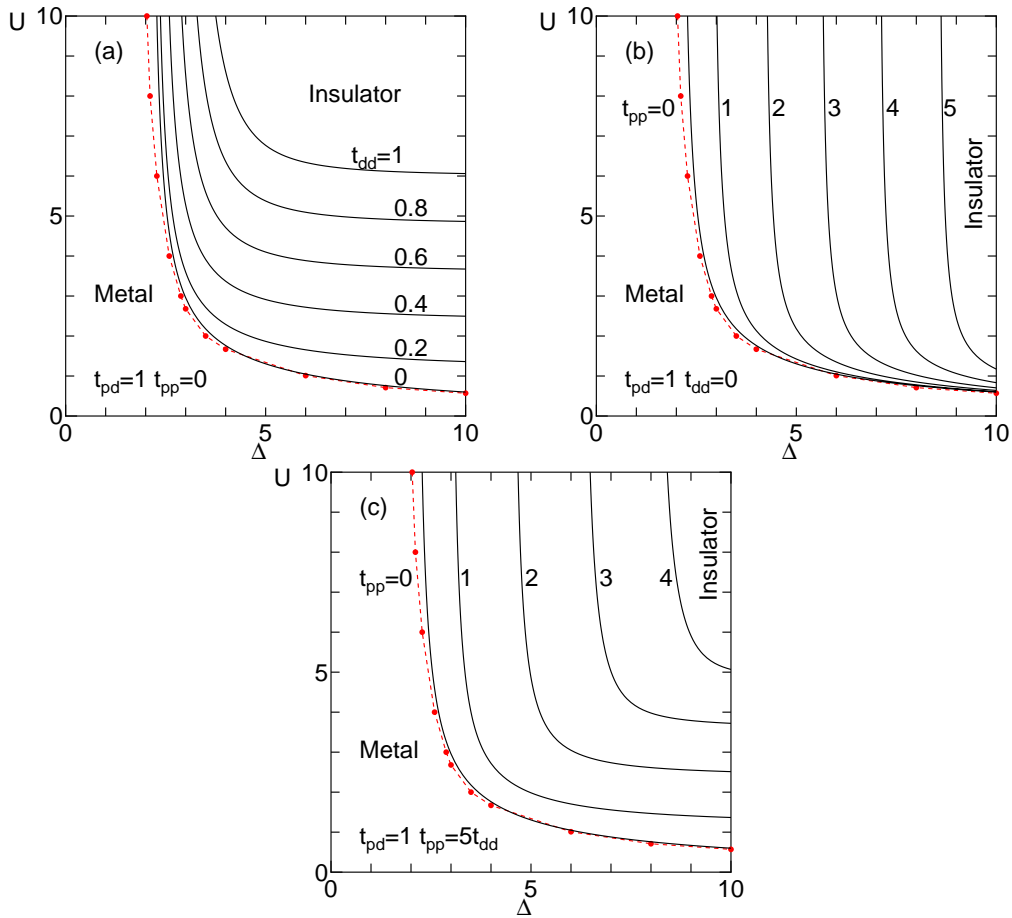 10
U
(a)
Insulator
t_dd=1
0.8
5
0.6
Metal
0.4
0.2
t_pd=1 t_pp=0
0
0
0
5
10
Δ
10
U
(b)
t_pp=0
1
2
3
4
5
Insulator
5
Metal
t_pd=1 t_dd=0
0
0
5
10
Δ
10
U
(c)
t_pp=0
1
2
3
4
Insulator
5
Metal
t_pd=1 t_pp=5t_dd
0
0
5
10
Δ